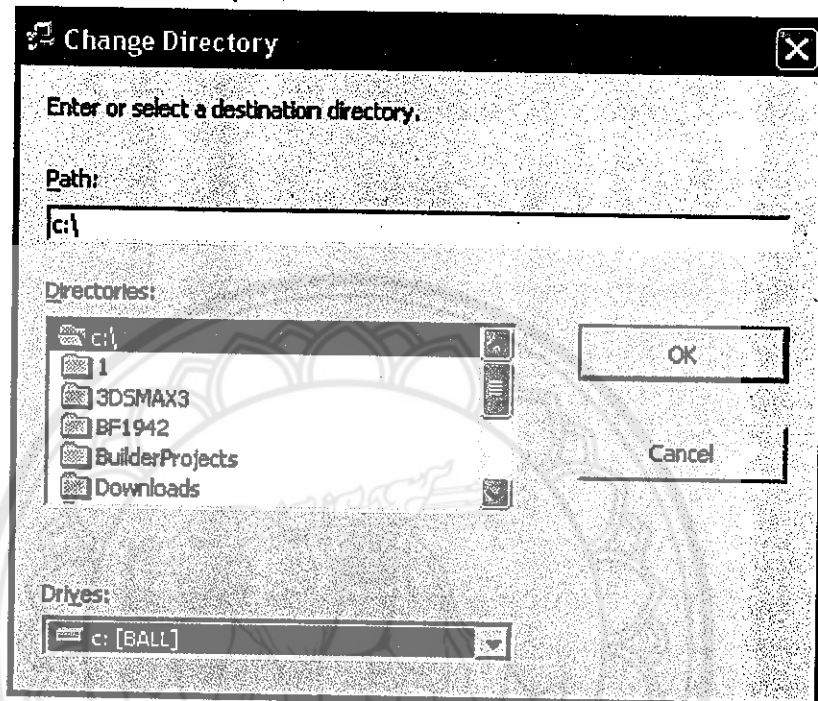 Change Directory
Enter or select a destination directory.
Path:
c:\
Directories:
c:\
1
3DSMAX3
BF1942
BuilderProjects
Downloads
OK
Cancel
Drives:
c: [BALL]